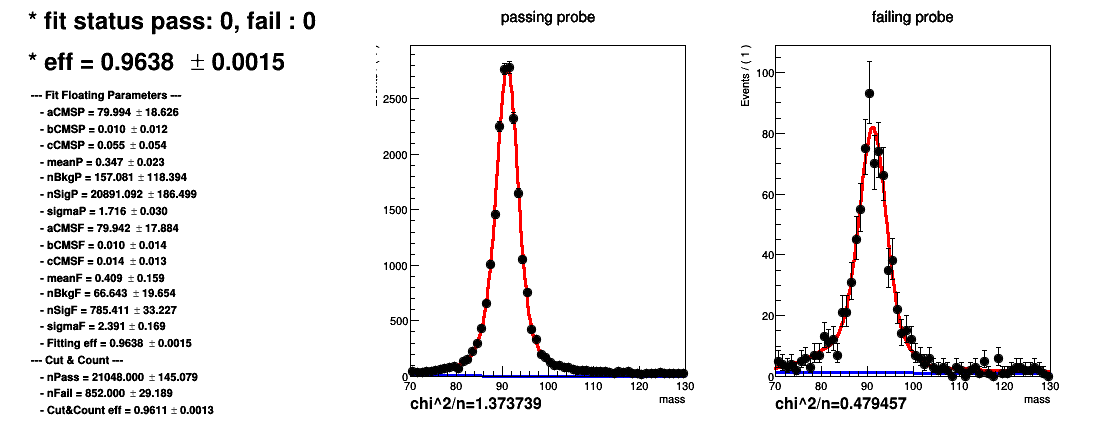 * fit status pass: 0, fail : 0
* eff = 0.9638 ± 0.0015
--- Fit Floating Parameters ---
- aCMSP = 79.994 ± 18.626
- bCMSP = 0.010 ± 0.012
- cCMSP = 0.055 ± 0.054
- meanP = 0.347 ± 0.023
- nBkgP = 157.081 ± 118.394
- nSigP = 20891.092 ± 186.499
- sigmaP = 1.716 ± 0.030
- aCMSF = 79.942 ± 17.884
- bCMSF = 0.010 ± 0.014
- cCMSF = 0.014 ± 0.013
- meanF = 0.409 ± 0.159
- nBkgF = 66.643 ± 19.654
- nSigF = 785.411 ± 33.227
- sigmaF = 2.391 ± 0.169
- Fitting eff = 0.9638 ± 0.0015
--- Cut & Count ---
- nPass = 21048.000 ± 145.079
- nFail = 852.000 ± 29.189
- Cut&Count eff = 0.9611 ± 0.0013
passing probe
2500
2000
1500
1000
500
0
70 80 90 100 110 120 130
mass
chi^2/n=1.373739
failing probe
Events / ( 1 )
100
80
60
40
20
0
70 80 90 100 110 120 130
mass
chi^2/n=0.479457